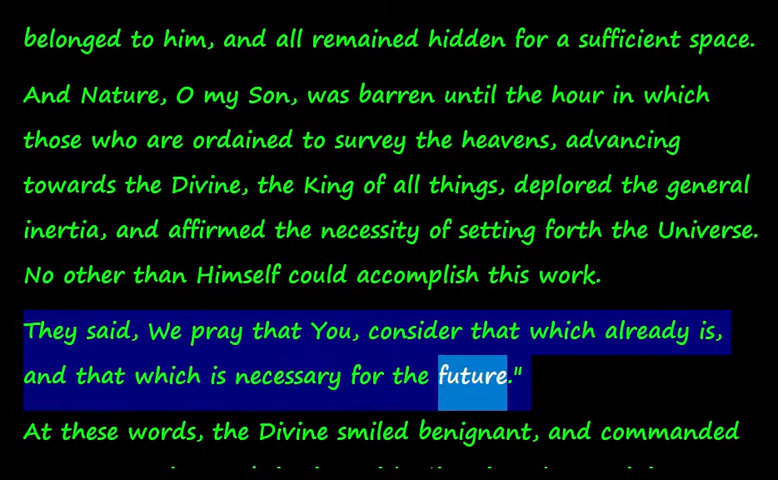 belonged to him, and all remained hidden for a sufficient space.
And Nature, O my Son, was barren until the hour in which
those who are ordained to survey the heavens, advancing
towards the Divine, the King of all things, deplored the general
inertia, and affirmed the necessity of setting forth the Universe.
No other than Himself could accomplish this work.
They said, We pray that You, consider that which already is,
and that which is necessary for the future."
At these words, the Divine smiled benignant, and commanded